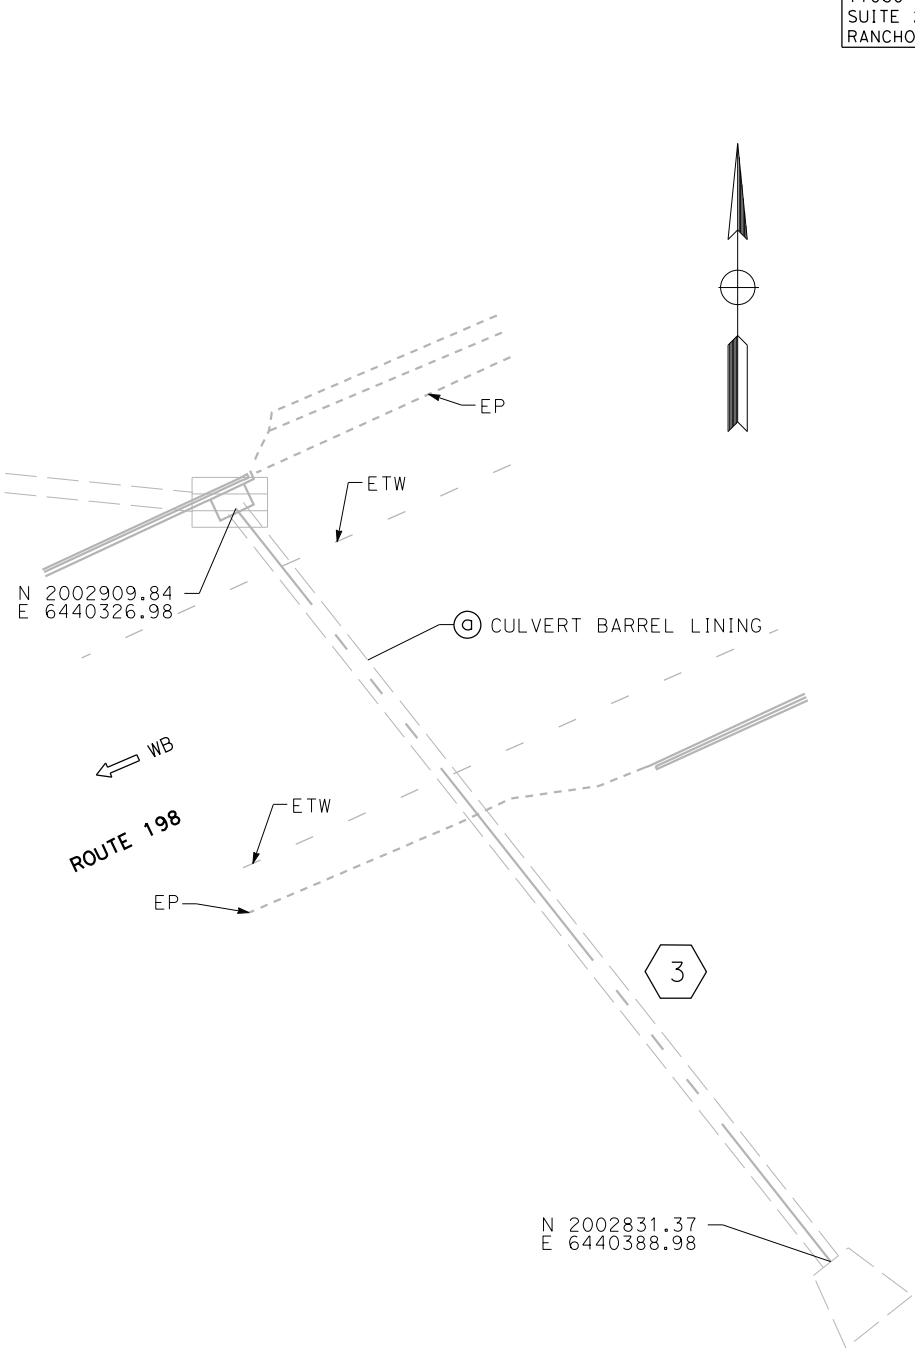 SUITE
RANCHO
EP
ETW
N 2002909.84
E 6440326.98
a CULVERT BARREL LINING
WB
ETW
ROUTE 198
EP
3
N 2002831.37
E 6440388.98